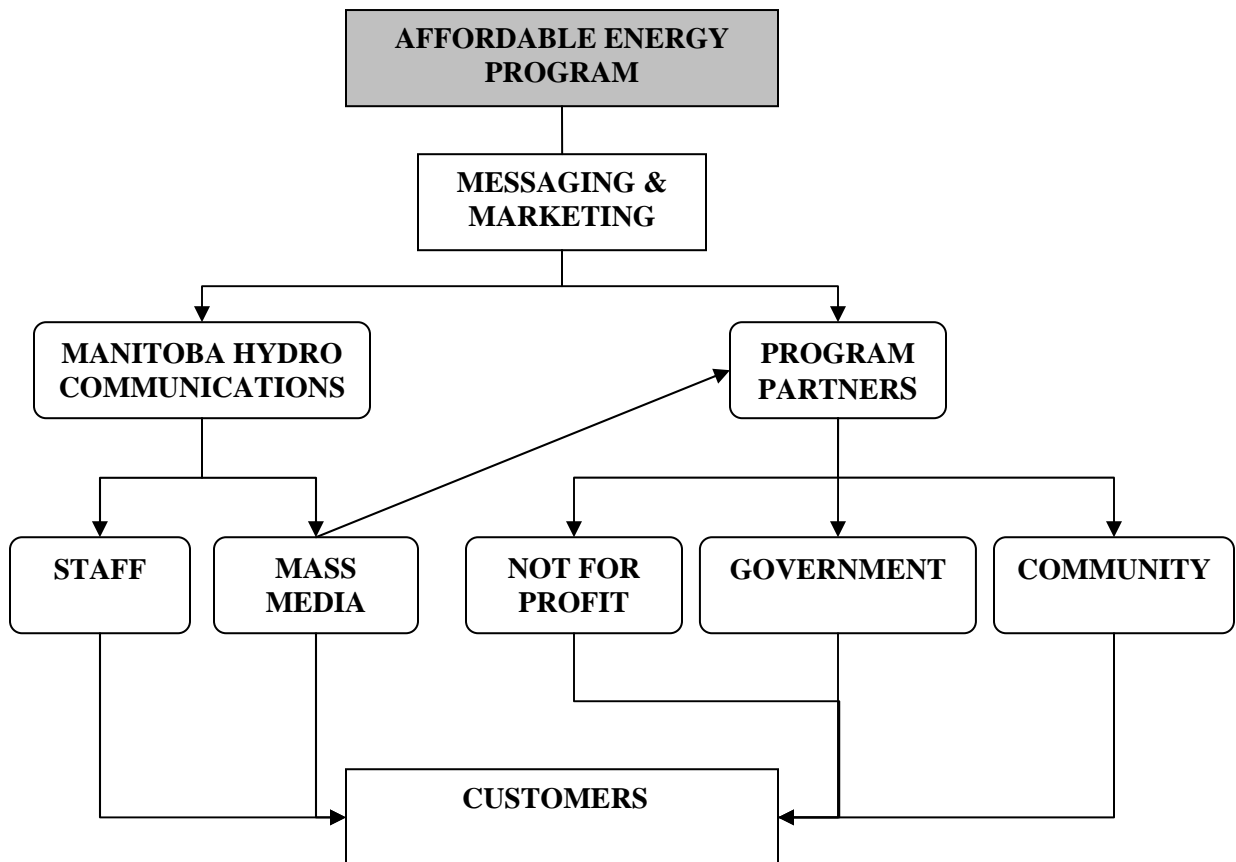 AFFORDABLE ENERGY
PROGRAM
MESSAGING &
MARKETING
MANITOBA HYDRO
COMMUNICATIONS
PROGRAM
PARTNERS
STAFF
MASS
MEDIA
NOT FOR
PROFIT
GOVERNMENT
COMMUNITY
CUSTOMERS